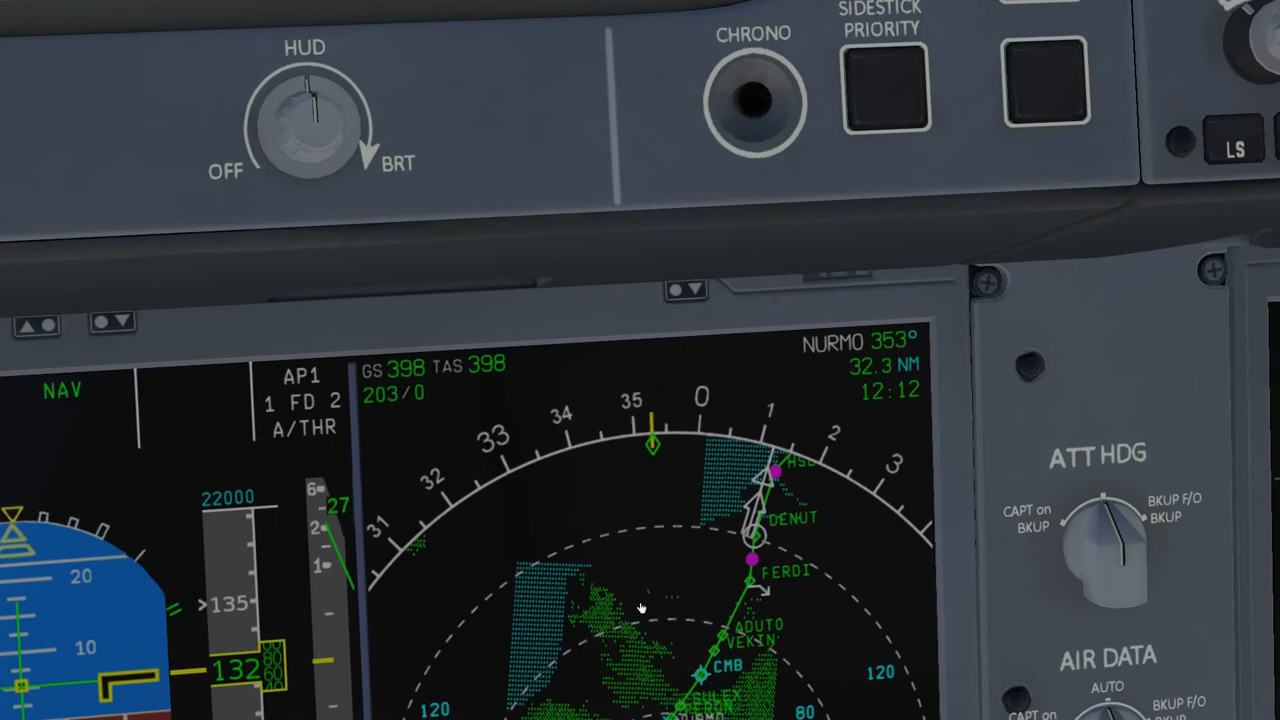 HUD
OFF
BRT
CHRONO
SIDESTICK
PRIORITY
LS
NAV
AP1
1 FD 2
A/THR
GS 398 TAS 398
203/0
NURMO 353°
32.3 NM
12:12
31
32
33
34
35
0
1
2
3
DENUT
FERDI
ADUTO
VEKIN
CMB
120
80
120
22000
6
2
1
27
135
132
20
10
ATT HDG
CAPT on
BKUP
BKUP F/O
BKUP
AIR DATA
AUTO
CAPT on
BKUP F/O